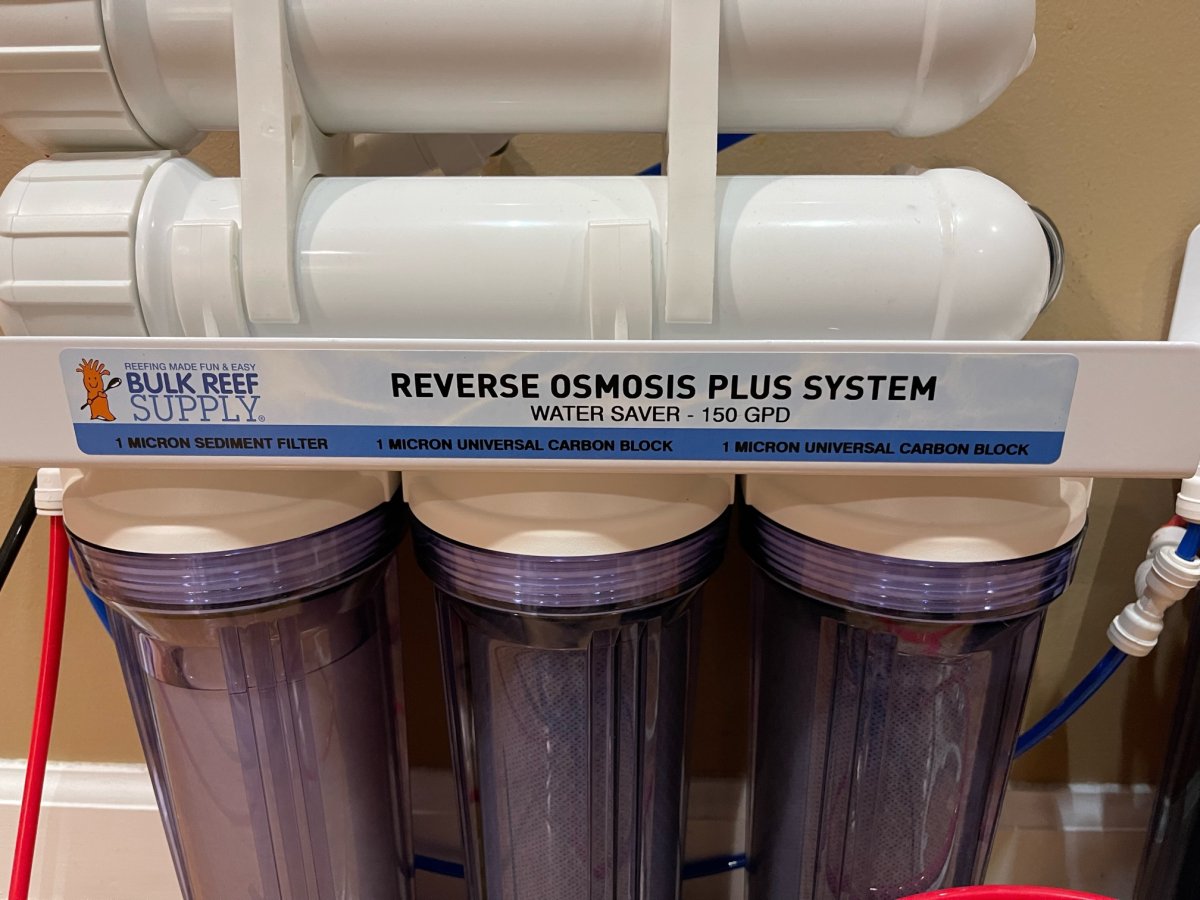 REEFING MADE FUN & EASY
BULK REEF
SUPPLY®
REVERSE OSMOSIS PLUS SYSTEM
WATER SAVER - 150 GPD
1 MICRON SEDIMENT FILTER 1 MICRON UNIVERSAL CARBON BLOCK 1 MICRON UNIVERSAL CARBON BLOCK